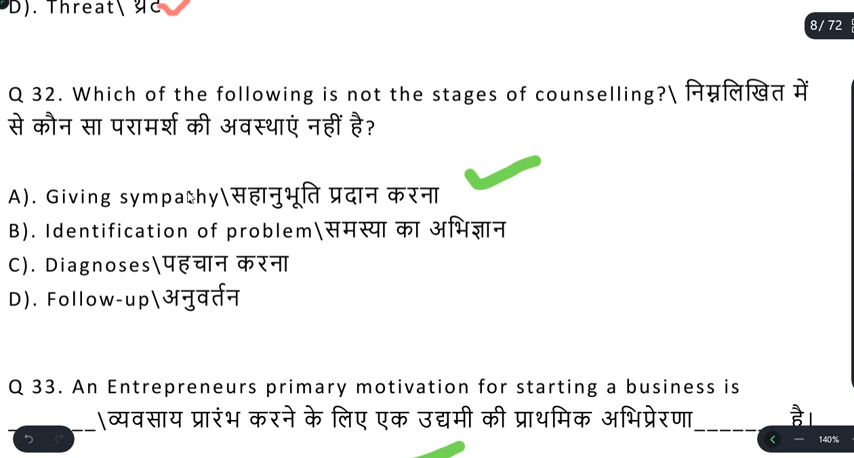 D). Threat\ थ्रेट
8/ 72
Q 32. Which of the following is not the stages of counselling?\ निम्नलिखित में
से कौन सा परामर्श की अवस्थाएं नहीं है?
A). Giving sympathy\सहानुभूति प्रदान करना
B). Identification of problem\समस्या का अभिज्ञान
C). Diagnoses\पहचान करना
D). Follow-up\अनुवर्तन
Q 33. An Entrepreneurs primary motivation for starting a business is
________\व्यवसाय प्रारंभ करने के लिए एक उद्यमी की प्राथमिक अभिप्रेरणा______ है।
140%